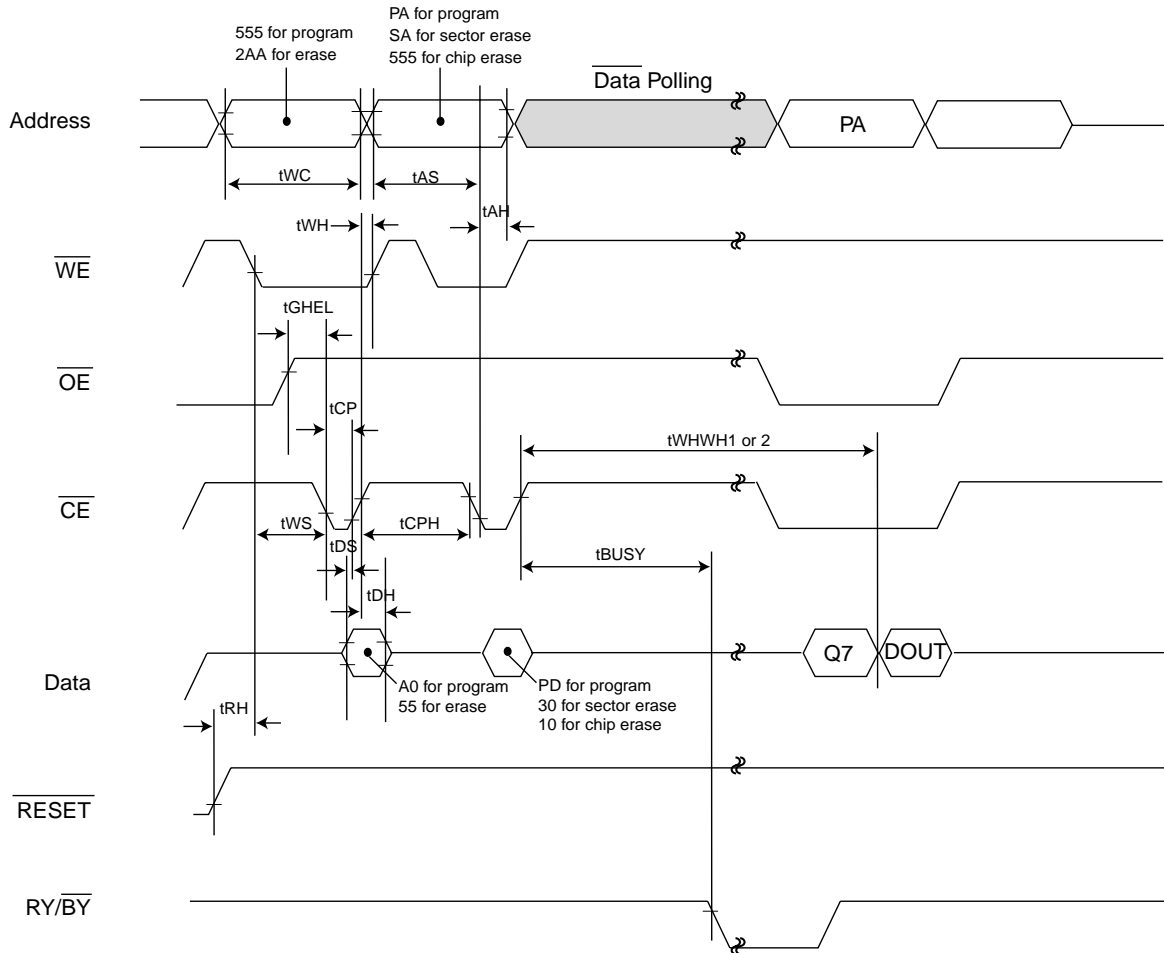 555 for program
2AA for erase
PA for program
SA for sector erase
555 for chip erase
Data Polling
Address
PA
tWC
tAS
tAH
tWH
WE
tGHEL
OE
tCP
tWHWH1 or 2
CE
tWS
tCPH
tDS
tBUSY
tDH
Data
Q7
DOUT
A0 for program
55 for erase
PD for program
30 for sector erase
10 for chip erase
tRH
RESET
RY/BY